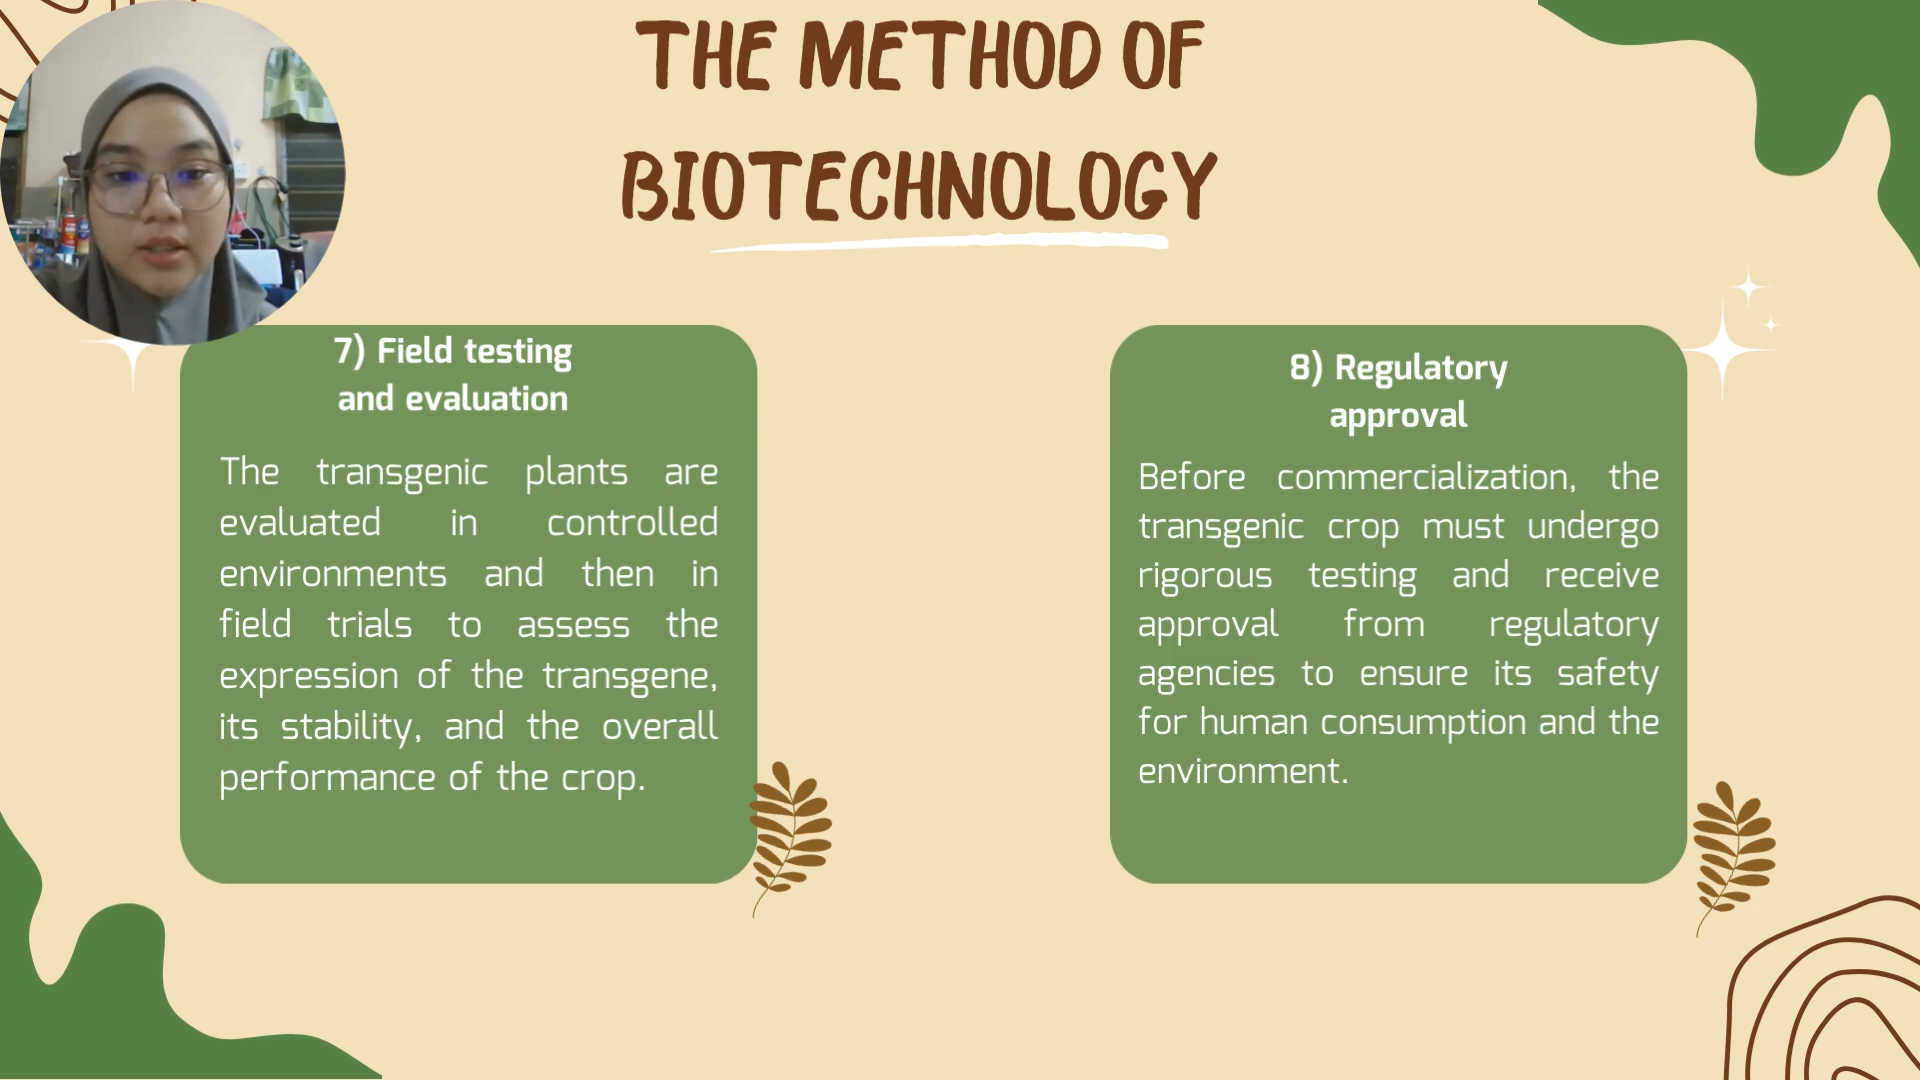 THE METHOD OF
BIOTECHNOLOGY
7) Field testing
and evaluation
The transgenic plants are
evaluated in controlled
environments and then in
field trials to assess the
expression of the transgene,
its stability, and the overall
performance of the crop.
8) Regulatory
approval
Before commercialization, the
transgenic crop must undergo
rigorous testing and receive
approval from regulatory
agencies to ensure its safety
for human consumption and the
environment.